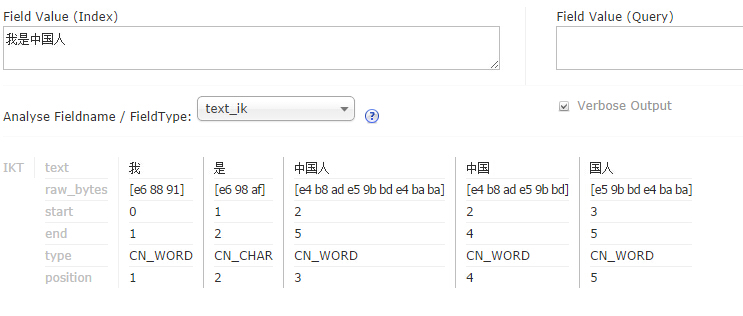 Field Value (Index)
Field Value (Query)
我是中国人
Analyse Fieldname / FieldType:
text_ik
?
Verbose Output
IKT
text 我 是 中国人 中国 国人
raw_bytes [e6 88 91] [e6 98 af] [e4 b8 ad e5 9b bd e4 ba ba] [e4 b8 ad e5 9b bd] [e5 9b bd e4 ba ba]
start 0 1 2 2 3
end 1 2 5 4 5
type CN_WORD CN_CHAR CN_WORD CN_WORD CN_WORD
position 1 2 3 4 5